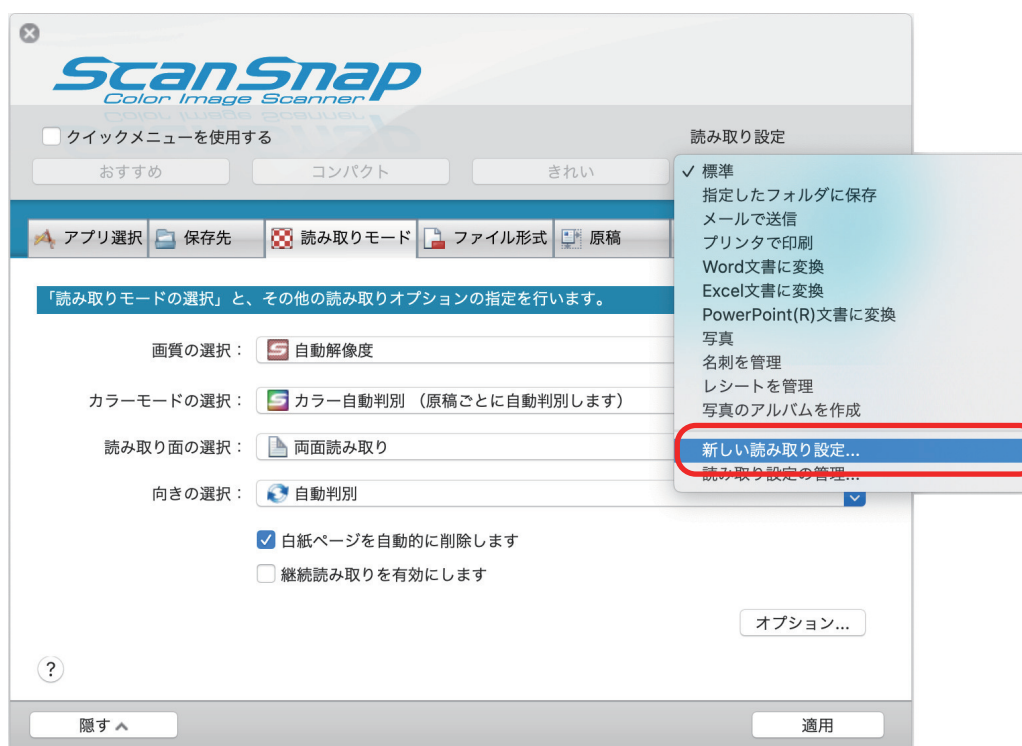 ScanSnap
Color Image Scanner
クイックメニューを使用する
読み取り設定
おすすめ
コンパクト
きれい
標準
指定したフォルダに保存
メールで送信
プリンタで印刷
Word文書に変換
Excel文書に変換
PowerPoint(R)文書に変換
写真
名刺を管理
レシートを管理
写真のアルバムを作成
新しい読み取り設定...
読み取り設定の管理...
アプリ選択
保存先
読み取りモード
ファイル形式
原稿
「読み取りモードの選択」と、その他の読み取りオプションの指定を行います。
画質の選択：
自動解像度
カラーモードの選択：
カラー自動判別 （原稿ごとに自動判別します）
読み取り面の選択：
両面読み取り
向きの選択：
自動判別
白紙ページを自動的に削除します
継続読み取りを有効にします
オプション...
?
隠す
適用